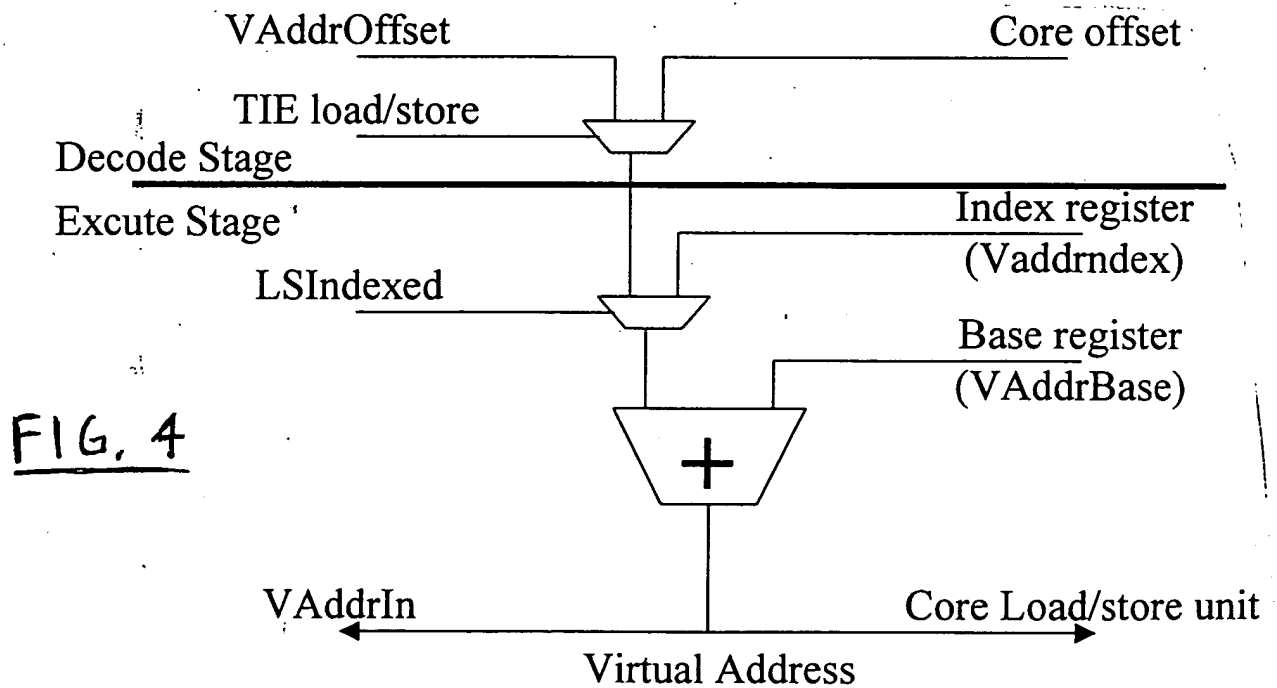 VAddrOffset
Core offset
TIE load/store
Decode Stage
Excute Stage
Index register
(Vaddrndex)
LSIndexed
Base register
(VAddrBase)
FIG. 4
+
VAddrIn
Core Load/store unit
Virtual Address